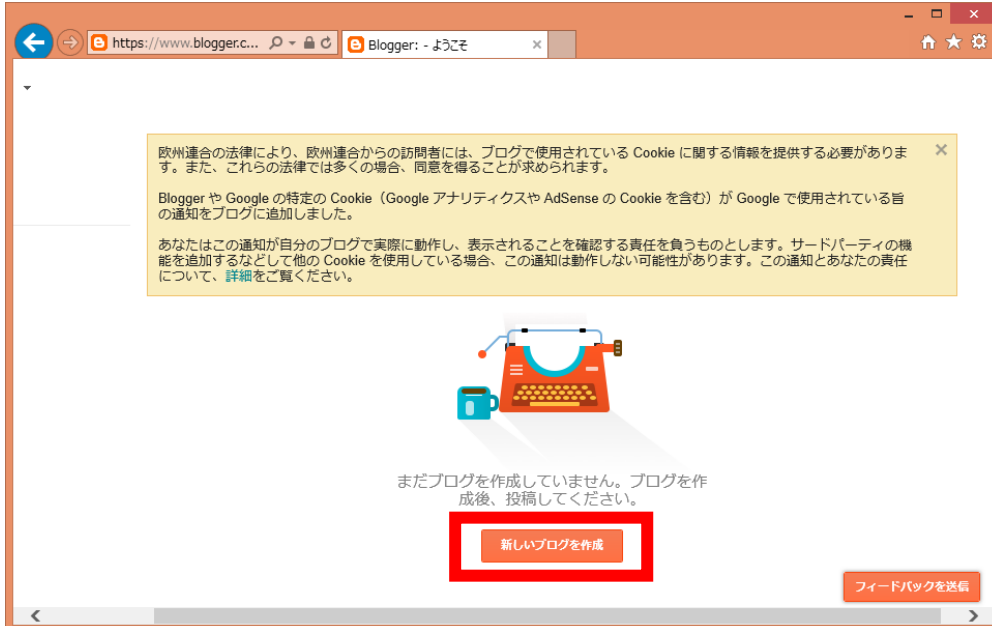 https://www.blogger.c...
Blogger: - ようこそ
欧州連合の法律により、欧州連合からの訪問者には、ブログで使用されている Cookie に関する情報を提供する必要がありま
す。また、これらの法律では多くの場合、同意を得ることが求められます。
Blogger や Google の特定の Cookie（Google アナリティクスや AdSense の Cookie を含む）が Google で使用されている旨
の通知をブログに追加しました。
あなたはこの通知が自分のブログで実際に動作し、表示されることを確認する責任を負うものとします。サードパーティの機
能を追加するなどして他の Cookie を使用している場合、この通知は動作しない可能性があります。この通知とあなたの責任
について、詳細をご覧ください。
まだブログを作成していません。ブログを作
成後、投稿してください。
新しいブログを作成
フィードバックを送信